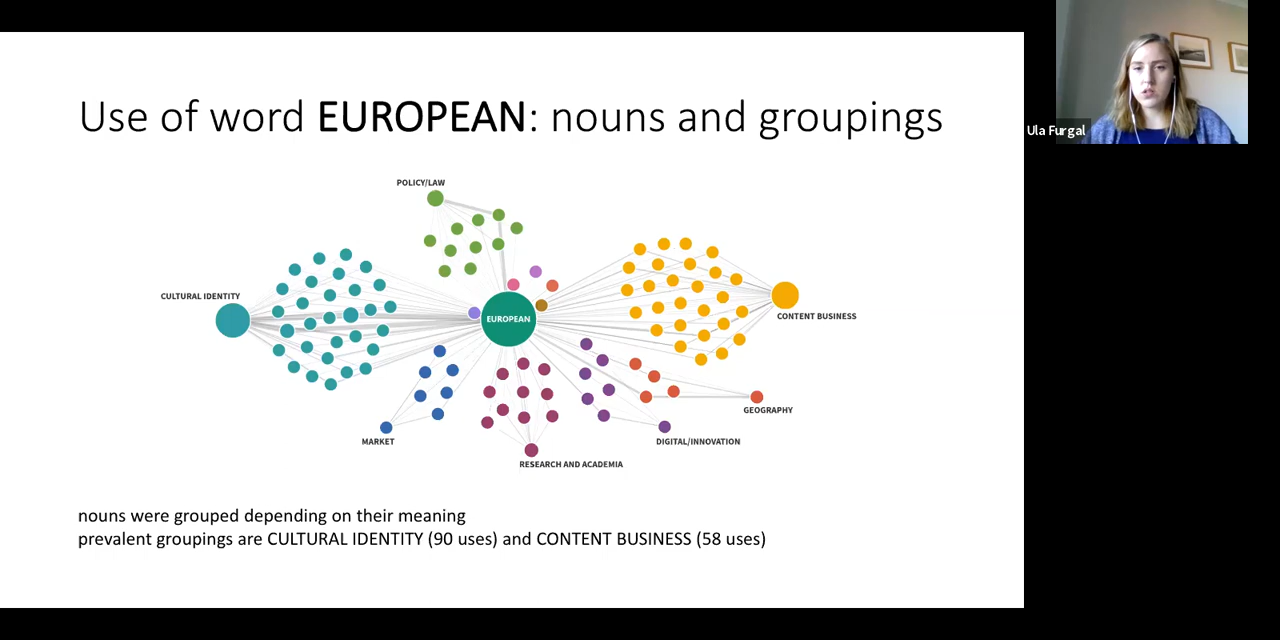 Use of word EUROPEAN: nouns and groupings
Ula Furgal
POLICY/LAW
CULTURAL IDENTITY
EUROPEAN
CONTENT BUSINESS
GEOGRAPHY
MARKET
DIGITAL/INNOVATION
RESEARCH AND ACADEMIA
nouns were grouped depending on their meaning
prevalent groupings are CULTURAL IDENTITY (90 uses) and CONTENT BUSINESS (58 uses)